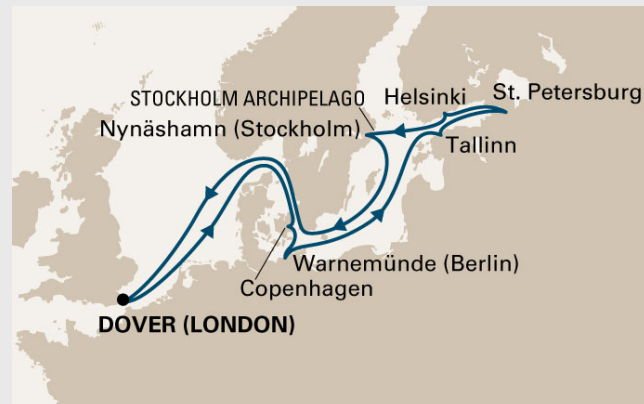 STOCKHOLM ARCHIPELAGO
Helsinki
St. Petersburg
Nynäshamn (Stockholm)
Tallinn
Warnemünde (Berlin)
Copenhagen
DOVER (LONDON)